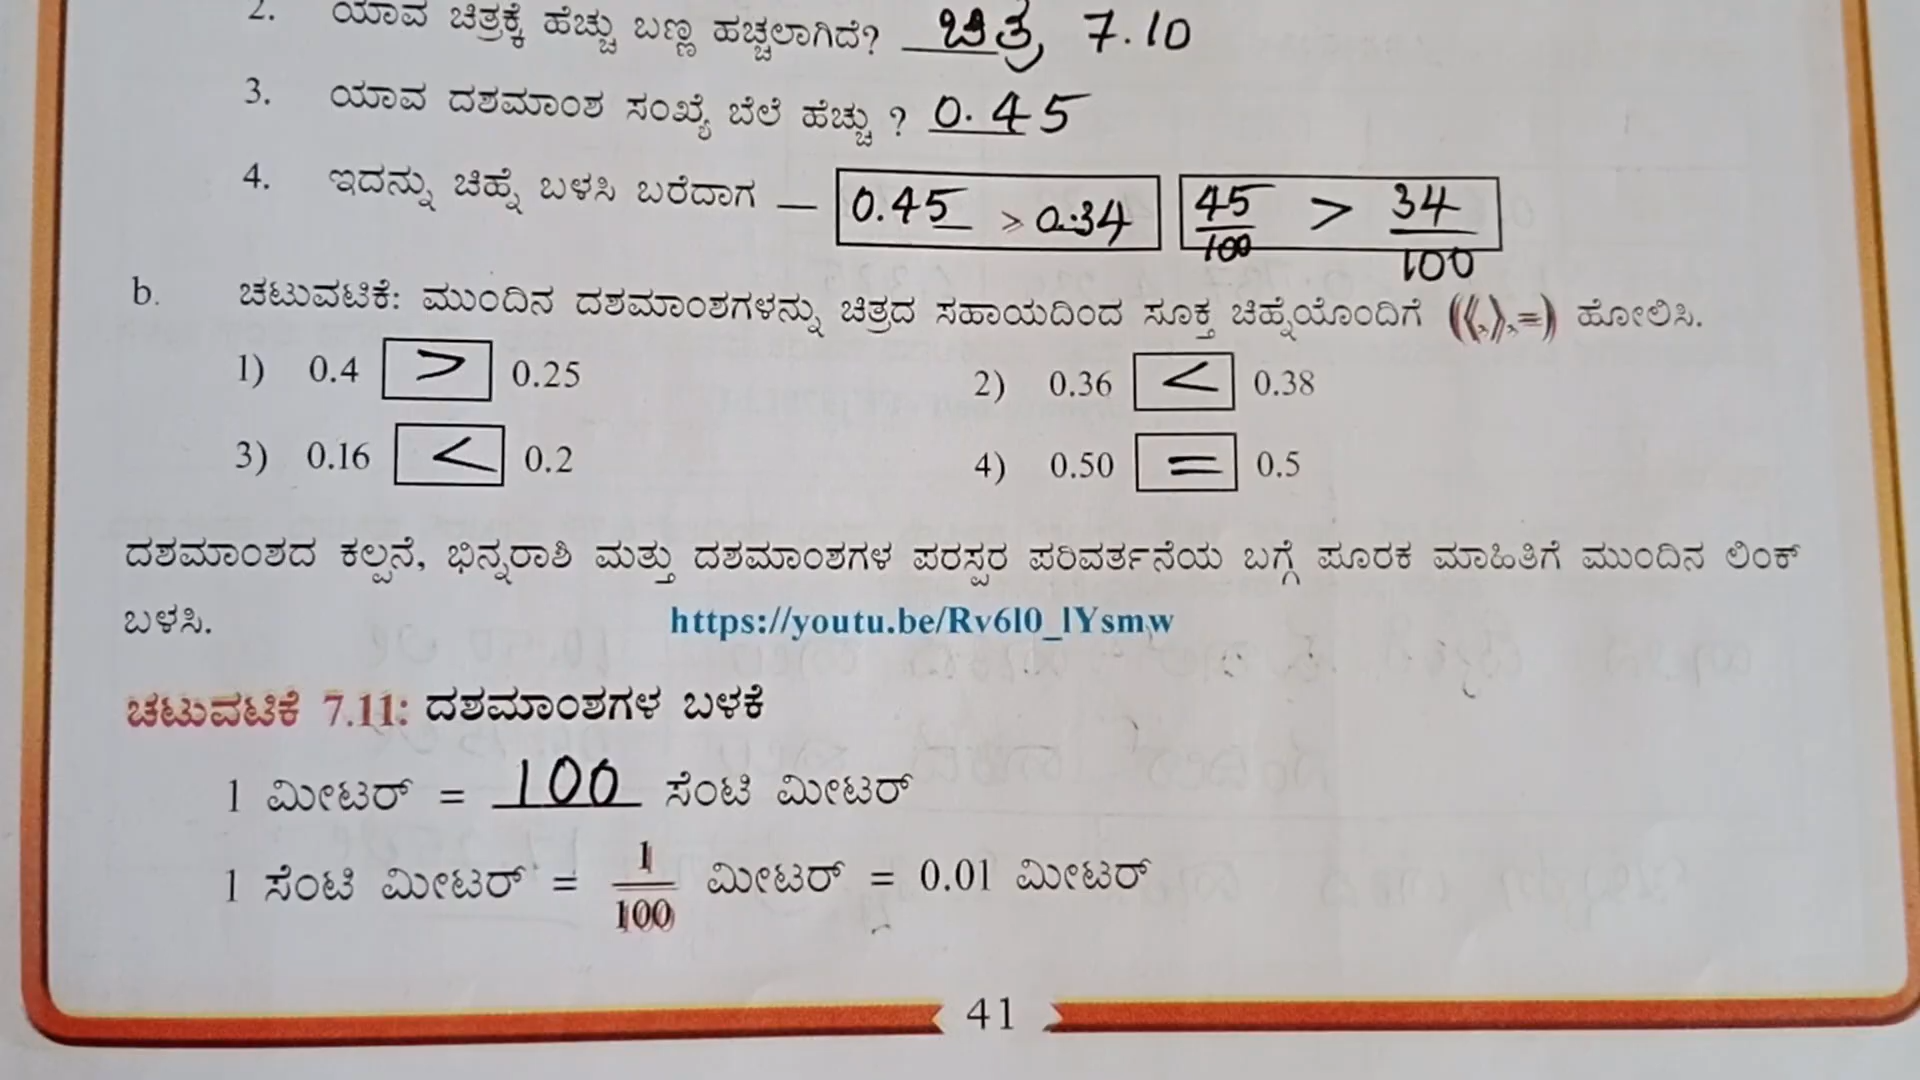 2. ಯಾವ ಚಿತ್ರಕ್ಕೆ ಹೆಚ್ಚು ಬಣ್ಣ ಹಚ್ಚಲಾಗಿದೆ? ಚಿತ್ರ 7.10
3. ಯಾವ ದಶಮಾಂಶ ಸಂಖ್ಯೆ ಬೆಲೆ ಹೆಚ್ಚು ? 0.45
4. ಇದನ್ನು ಚಿಹ್ನೆ ಬಳಸಿ ಬರೆದಾಗ — 0.45 > 0.34 45/100 > 34/100
b. ಚಟುವಟಿಕೆ: ಮುಂದಿನ ದಶಮಾಂಶಗಳನ್ನು ಚಿತ್ರದ ಸಹಾಯದಿಂದ ಸೂಕ್ತ ಚಿಹ್ನೆಯೊಂದಿಗೆ (<,>,=) ಹೋಲಿಸಿ.
1) 0.4 > 0.25 2) 0.36 < 0.38
3) 0.16 < 0.2 4) 0.50 = 0.5
ದಶಮಾಂಶದ ಕಲ್ಪನೆ, ಭಿನ್ನರಾಶಿ ಮತ್ತು ದಶಮಾಂಶಗಳ ಪರಸ್ಪರ ಪರಿವರ್ತನೆಯ ಬಗ್ಗೆ ಪೂರಕ ಮಾಹಿತಿಗೆ ಮುಂದಿನ ಲಿಂಕ್
ಬಳಸಿ. https://youtu.be/Rv6l0_lYsmw
ಚಟುವಟಿಕೆ 7.11: ದಶಮಾಂಶಗಳ ಬಳಕೆ
1 ಮೀಟರ್ = 100 ಸೆಂಟಿ ಮೀಟರ್
1 ಸೆಂಟಿ ಮೀಟರ್ = 1/100 ಮೀಟರ್ = 0.01 ಮೀಟರ್
41